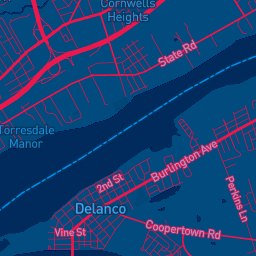 Cornwells
Heights
State Rd
Torresdale
Manor
Burlington Ave
2nd St
Perkins Ln
Delanco
Vine St
Coopertown Rd